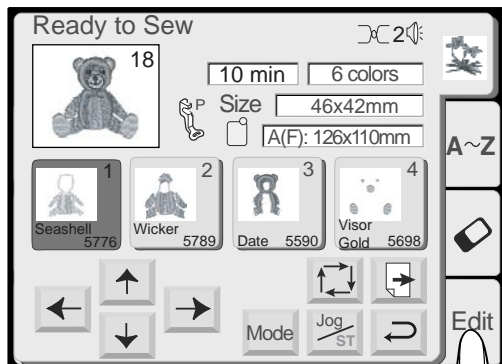 Ready to Sew
2
18
10 min
6 colors
P
Size
46x42mm
A(F): 126x110mm
A~Z
1
Seashell
5776
2
Wicker
5789
3
Date
5590
4
Visor
Gold
5698
Mode
Jog
ST
Edit